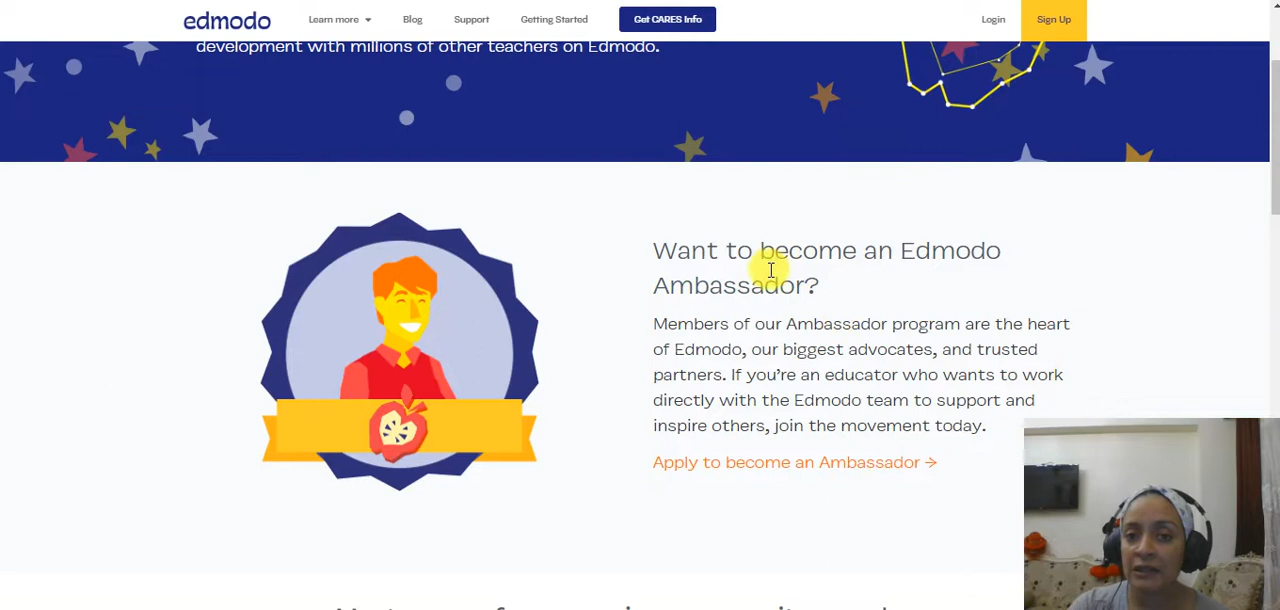 edmodo
Learn more
Blog
Support
Getting Started
Get CARES Info
Login
Sign Up
development with millions of other teachers on Edmodo.
Want to become an Edmodo
Ambassador?
Members of our Ambassador program are the heart
of Edmodo, our biggest advocates, and trusted
partners. If you're an educator who wants to work
directly with the Edmodo team to support and
inspire others, join the movement today.
Apply to become an Ambassador →